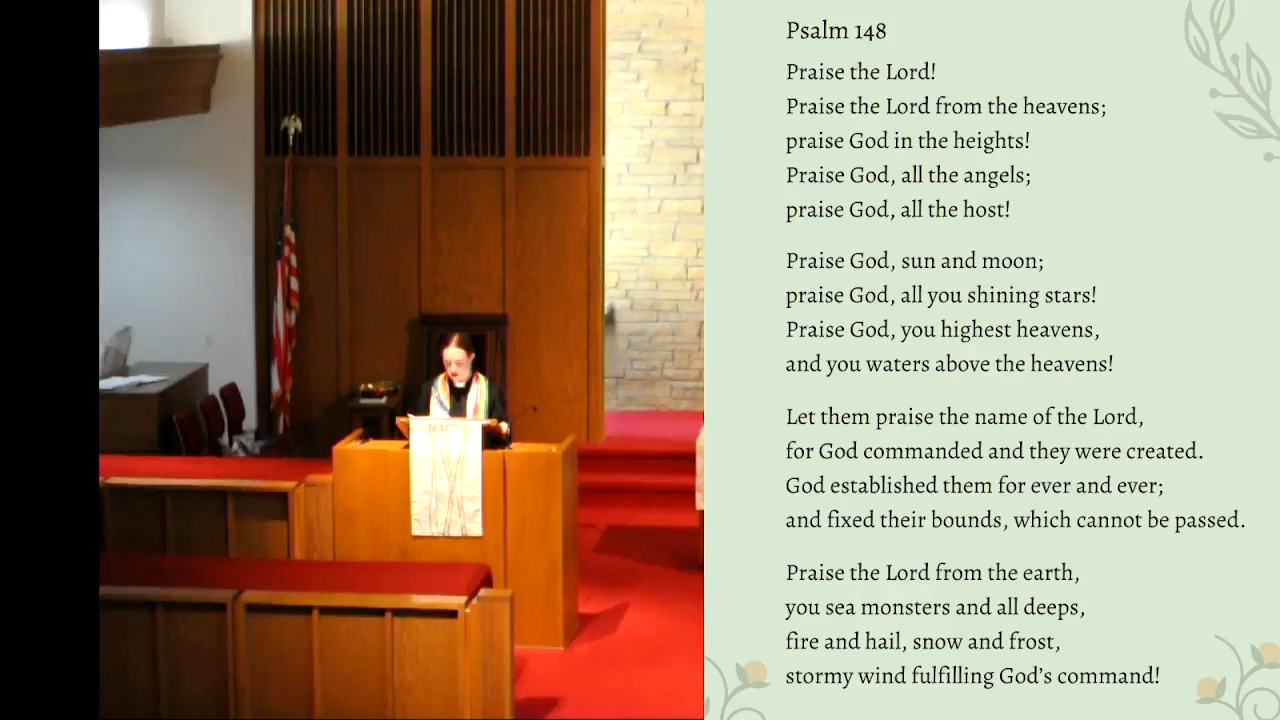 Psalm 148
Praise the Lord!
Praise the Lord from the heavens;
praise God in the heights!
Praise God, all the angels;
praise God, all the host!
Praise God, sun and moon;
praise God, all you shining stars!
Praise God, you highest heavens,
and you waters above the heavens!
Let them praise the name of the Lord,
for God commanded and they were created.
God established them for ever and ever;
and fixed their bounds, which cannot be passed.
Praise the Lord from the earth,
you sea monsters and all deeps,
fire and hail, snow and frost,
stormy wind fulfilling God’s command!